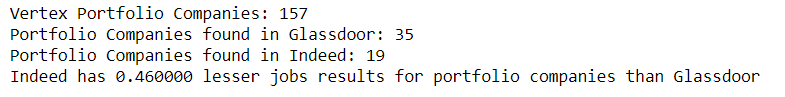 Vertex Portfolio Companies: 157
Portfolio Companies found in Glassdoor: 35
Portfolio Companies found in Indeed: 19
Indeed has 0.460000 lesser jobs results for portfolio companies than Glassdoor